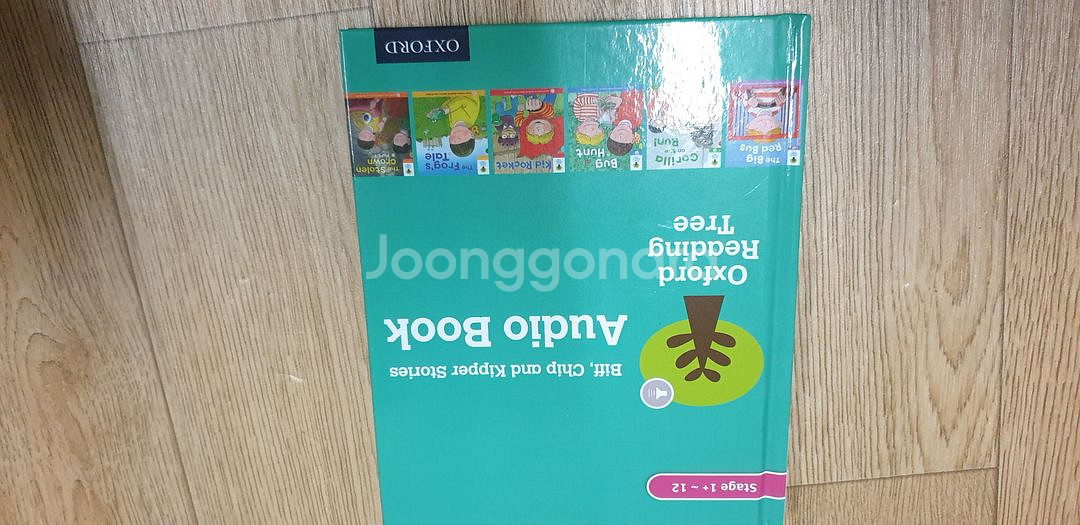 Stage 1+ ~ 12
Biff, Chip and Kipper Stories
Audio Book
Oxford
Reading
Tree
The Big
Red Bus
Gorilla
on the
Run!
Bug
Hunt
Kid Rocket
The Frog's
Tale
The Stolen
Crown
OXFORD
Joonggonara